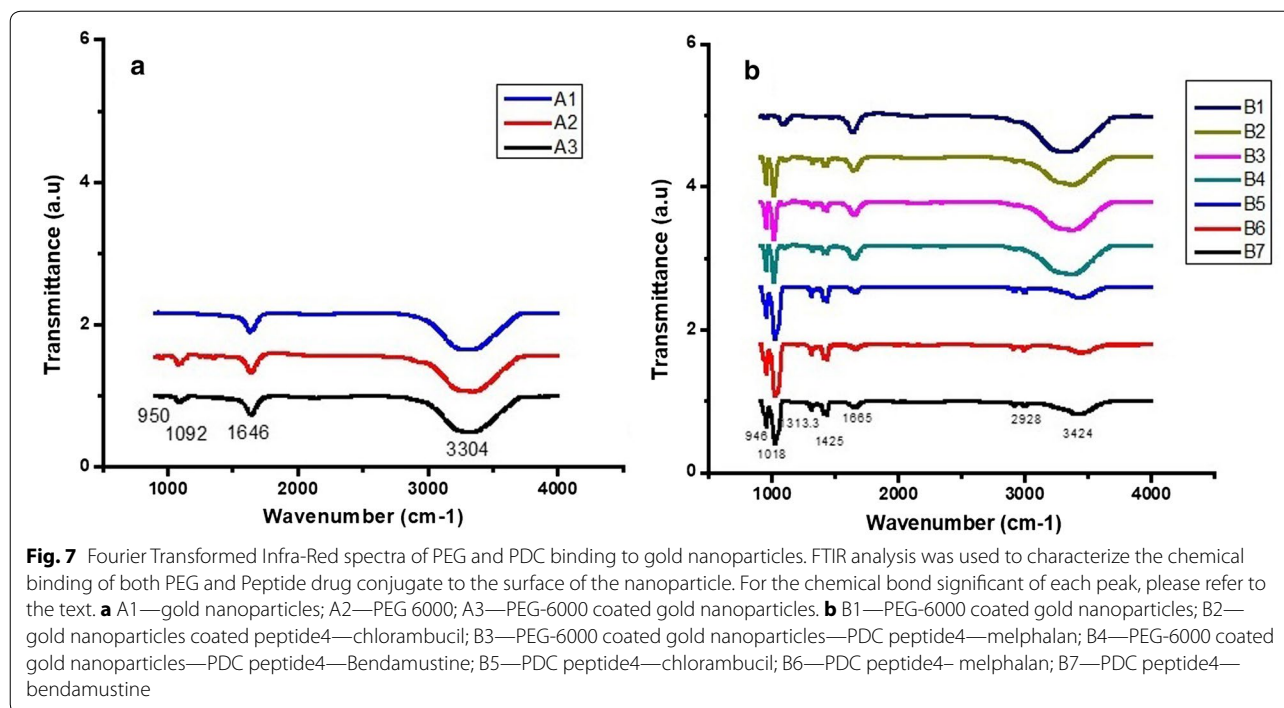 6
a
A1
A2
A3
4
2
0
Transmittance (a.u)
950
1092
1646
3304
1000
2000
3000
4000
Wavenumber (cm-1)
6
b
B1
B2
B3
B4
B5
B6
B7
4
2
0
Transmittance (a.u
946
1018
1313.3
1425
1665
2928
3424
1000
2000
3000
4000
Wavenumber (cm-1)
Fig. 7 Fourier Transformed Infra-Red spectra of PEG and PDC binding to gold nanoparticles. FTIR analysis was used to characterize the chemical
binding of both PEG and Peptide drug conjugate to the surface of the nanoparticle. For the chemical bond significant of each peak, please refer to
the text. a A1—gold nanoparticles; A2—PEG 6000; A3—PEG-6000 coated gold nanoparticles. b B1—PEG-6000 coated gold nanoparticles; B2—
gold nanoparticles coated peptide4—chlorambucil; B3—PEG-6000 coated gold nanoparticles—PDC peptide4—melphalan; B4—PEG-6000 coated
gold nanoparticles—PDC peptide4—Bendamustine; B5—PDC peptide4—chlorambucil; B6—PDC peptide4– melphalan; B7—PDC peptide4—
bendamustine